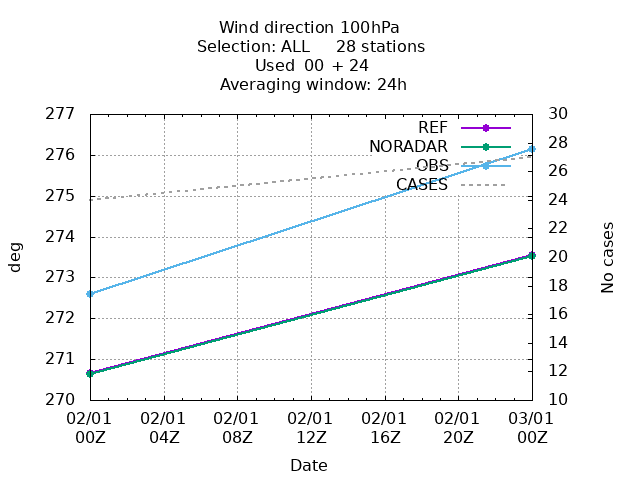 Wind direction 100hPa
Selection: ALL 28 stations
Used 00 + 24
Averaging window: 24h
277
276
275
274
273
272
271
270
deg
30
28
26
24
22
20
18
16
14
12
10
No cases
REF
NORADAR
OBS
CASES
02/01 02/01 02/01 02/01 02/01 02/01 03/01
00Z 04Z 08Z 12Z 16Z 20Z 00Z
Date